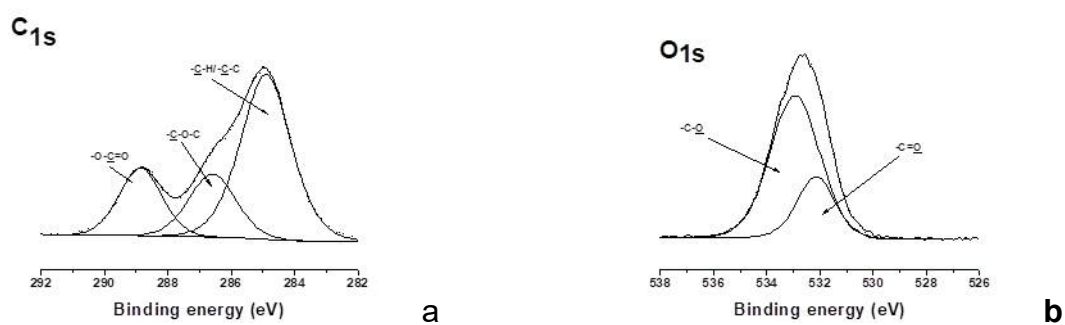 C1s
-C-H/-C-C
-C-O-C
-O-C=O
292 290 288 286 284 282
Binding energy (eV)
a
O1s
-C-O
-C=O
538 536 534 532 530 528 526
Binding energy (eV)
b